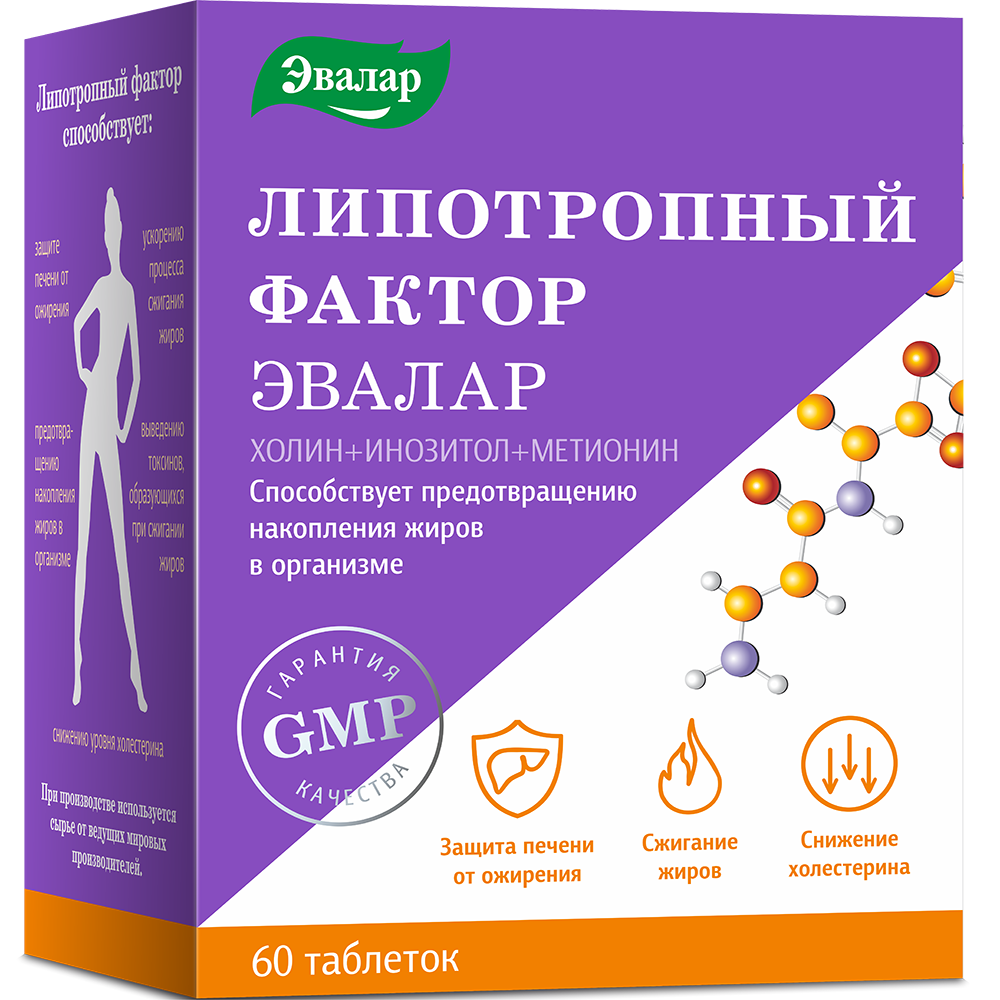 Эвалар
ЛИПОТРОПНЫЙ
ФАКТОР
ЭВАЛАР
ХОЛИН+ИНОЗИТОЛ+МЕТИОНИН
Способствует предотвращению
накопления жиров
в организме
ГАРАНТИЯ
GMP
КАЧЕСТВА
Защита печени
от ожирения
Сжигание
жиров
Снижение
холестерина
60 таблеток
Липотропный фактор
способствует:
защите
печени от
ожирения
ускорению
процесса
сжигания
жиров
предотвра-
щению
накопления
жиров в
организме
выведению
токсинов,
образующихся
при сжигании
жиров
снижению уровня холестерина
При производстве используется
сырье от ведущих мировых
производителей.